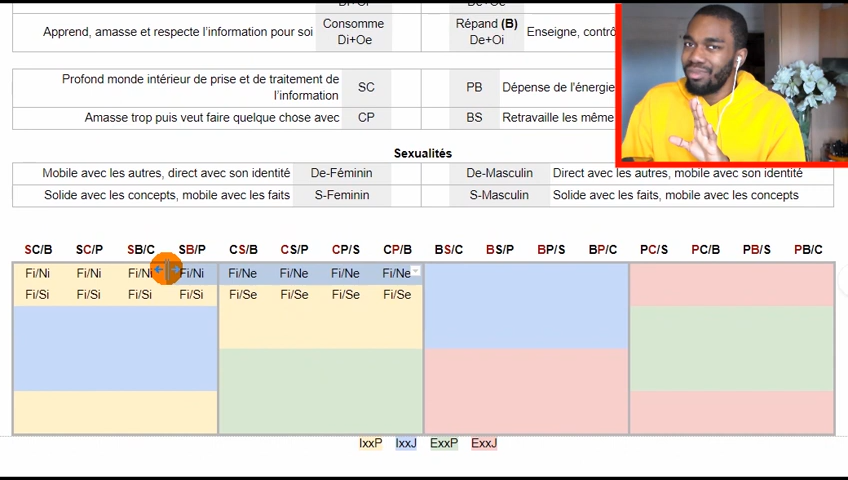 Consomme
Répand (B)
Apprend, amasse et respecte l'information pour soi
Di+Oe
De+Oi
Enseigne,
Profond monde intérieur de prise et de traitement de
l'information
SC
PB
Dépense de l'énergie
Amasse trop puis veut faire quelque chose avec
CP
BS
Retravaille les même
Sexualités
Mobile avec les autres, direct avec son identité
De-Féminin
De-Masculin
Direct avec les autres, mobile avec son identité
Solide avec les concepts, mobile avec les faits
S-Feminin
S-Masculin
Solide avec les faits, mobile avec les concepts
SC/B SC/P SB/C SB/P CS/B CS/P CP/S CP/B BS/C BS/P BP/S BP/C PC/S PC/B PB/S PB/C
Fi/Ni Fi/Ni Fi/Ni Fi/Ni Fi/Ne Fi/Ne Fi/Ne Fi/Ne
Fi/Si Fi/Si Fi/Si Fi/Si Fi/Se Fi/Se Fi/Se Fi/Se
IxxP IxxJ ExxP ExxJ